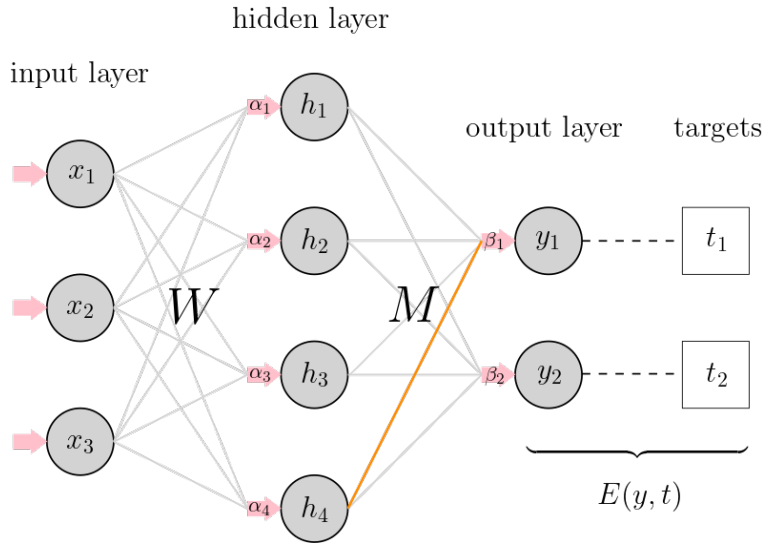 hidden layer
input layer
output layer
targets
x₁
x₂
x₃
W
α₁
α₂
α₃
α₄
h₁
h₂
h₃
h₄
M
β₁
β₂
y₁
y₂
t₁
t₂
E(y, t)